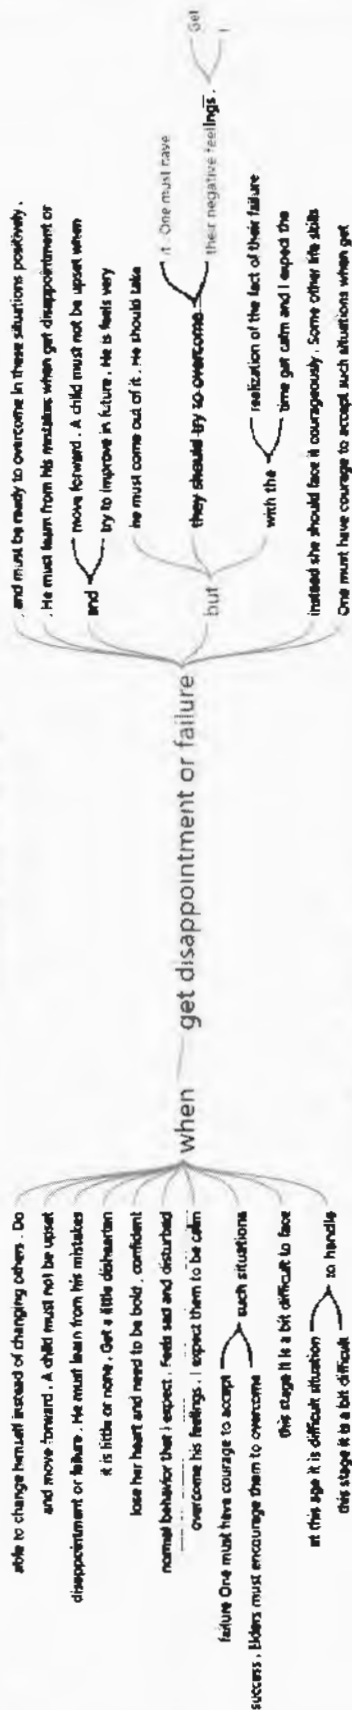 able to change himself instead of changing others . Do
and move forward . A child must not be upset
disappointment or failure . He must learn from his mistakes
it is little or none . Get a little dishearten
lose her heart and need to be bold , confident
normal behavior that I expect . Feels sad and disturbed
overcome his feelings . I expect them to be calm
failure One must have courage to accept
success , Elders must encourage them to overcome
such situations
this stage it is a bit difficult to face
at this age it is difficult situation
this stage it is a bit difficult
to handle
when
get disappointment or failure
, and must be ready to overcome in these situations positively .
. He must learn from his mistakes when get disappointment or
and
move forward . A child must not be upset when
try to improve in future . He is feels very
but
he must come out of it . He should take
they should try to overcome
it . One must have
their negative feelings .
Get
I
with the
realization of the fact of their failure
time get calm and I expect the
instead she should face it courageously . Some other life skills
One must have courage to accept such situations when get